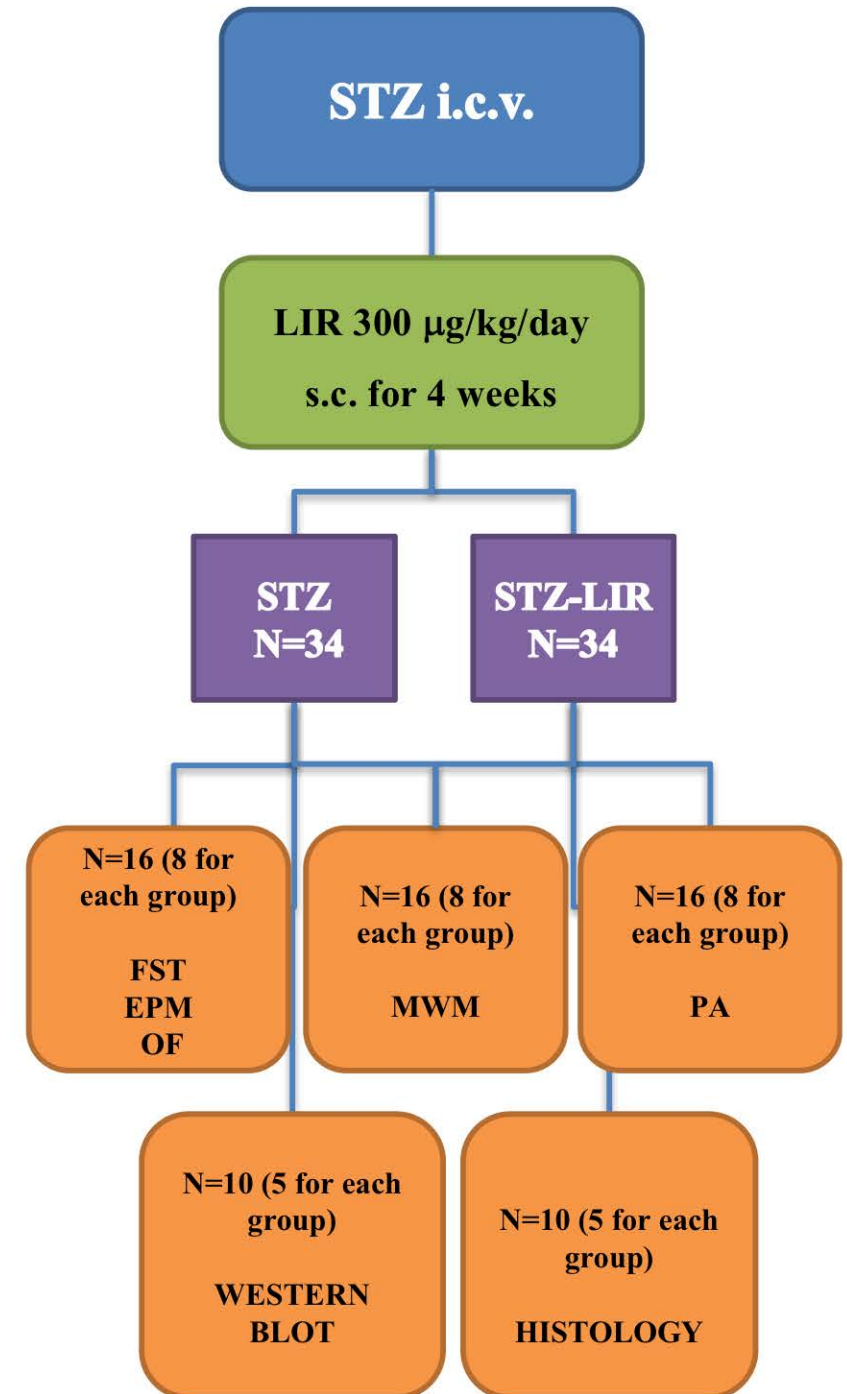 STZ i.c.v.
LIR 300 μg/kg/day
s.c. for 4 weeks
STZ
N=34
STZ-LIR
N=34
N=16 (8 for
each group)
FST
EPM
OF
N=16 (8 for
each group)
MWM
N=16 (8 for
each group)
PA
N=10 (5 for each
group)
WESTERN
BLOT
N=10 (5 for each
group)
HISTOLOGY